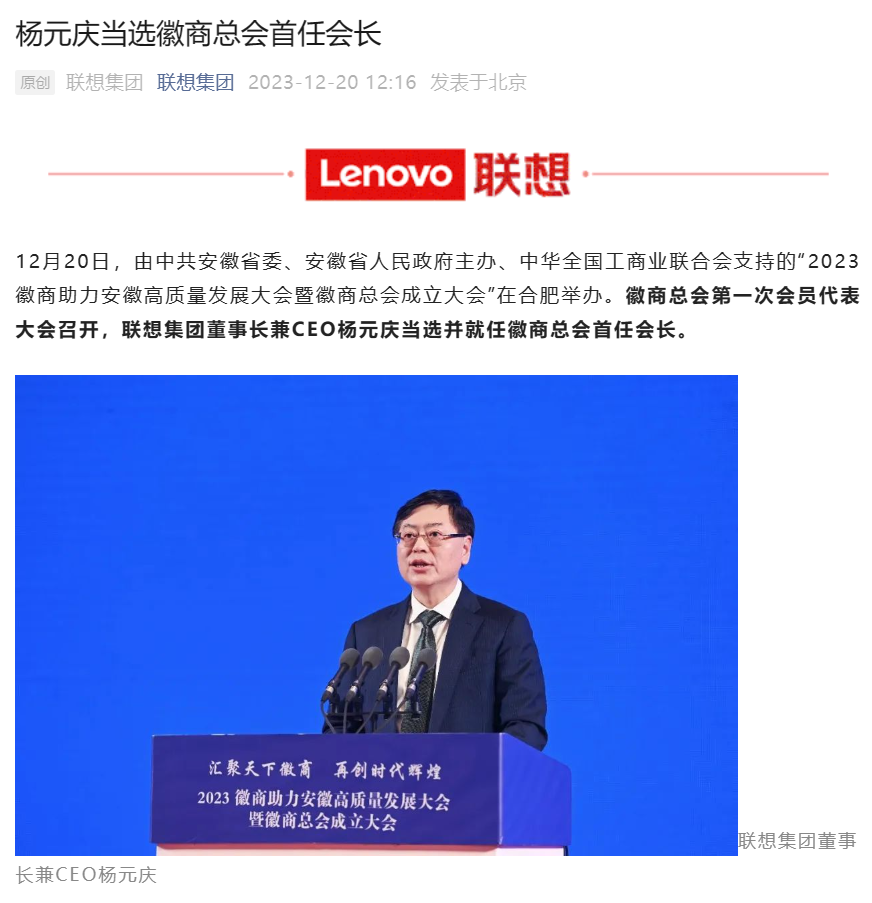 杨元庆当选徽商总会首任会长
原创 联想集团 联想集团 2023-12-20 12:16 发表于北京
Lenovo 联想
12月20日，由中共安徽省委、安徽省人民政府主办、中华全国工商业联合会支持的“2023
徽商助力安徽高质量发展大会暨徽商总会成立大会”在合肥举办。徽商总会第一次会员代表
大会召开，联想集团董事长兼CEO杨元庆当选并就任徽商总会首任会长。
汇聚天下徽商 再创时代辉煌
2023 徽商助力安徽高质量发展大会
暨徽商总会成立大会
联想集团董事
长兼CEO杨元庆